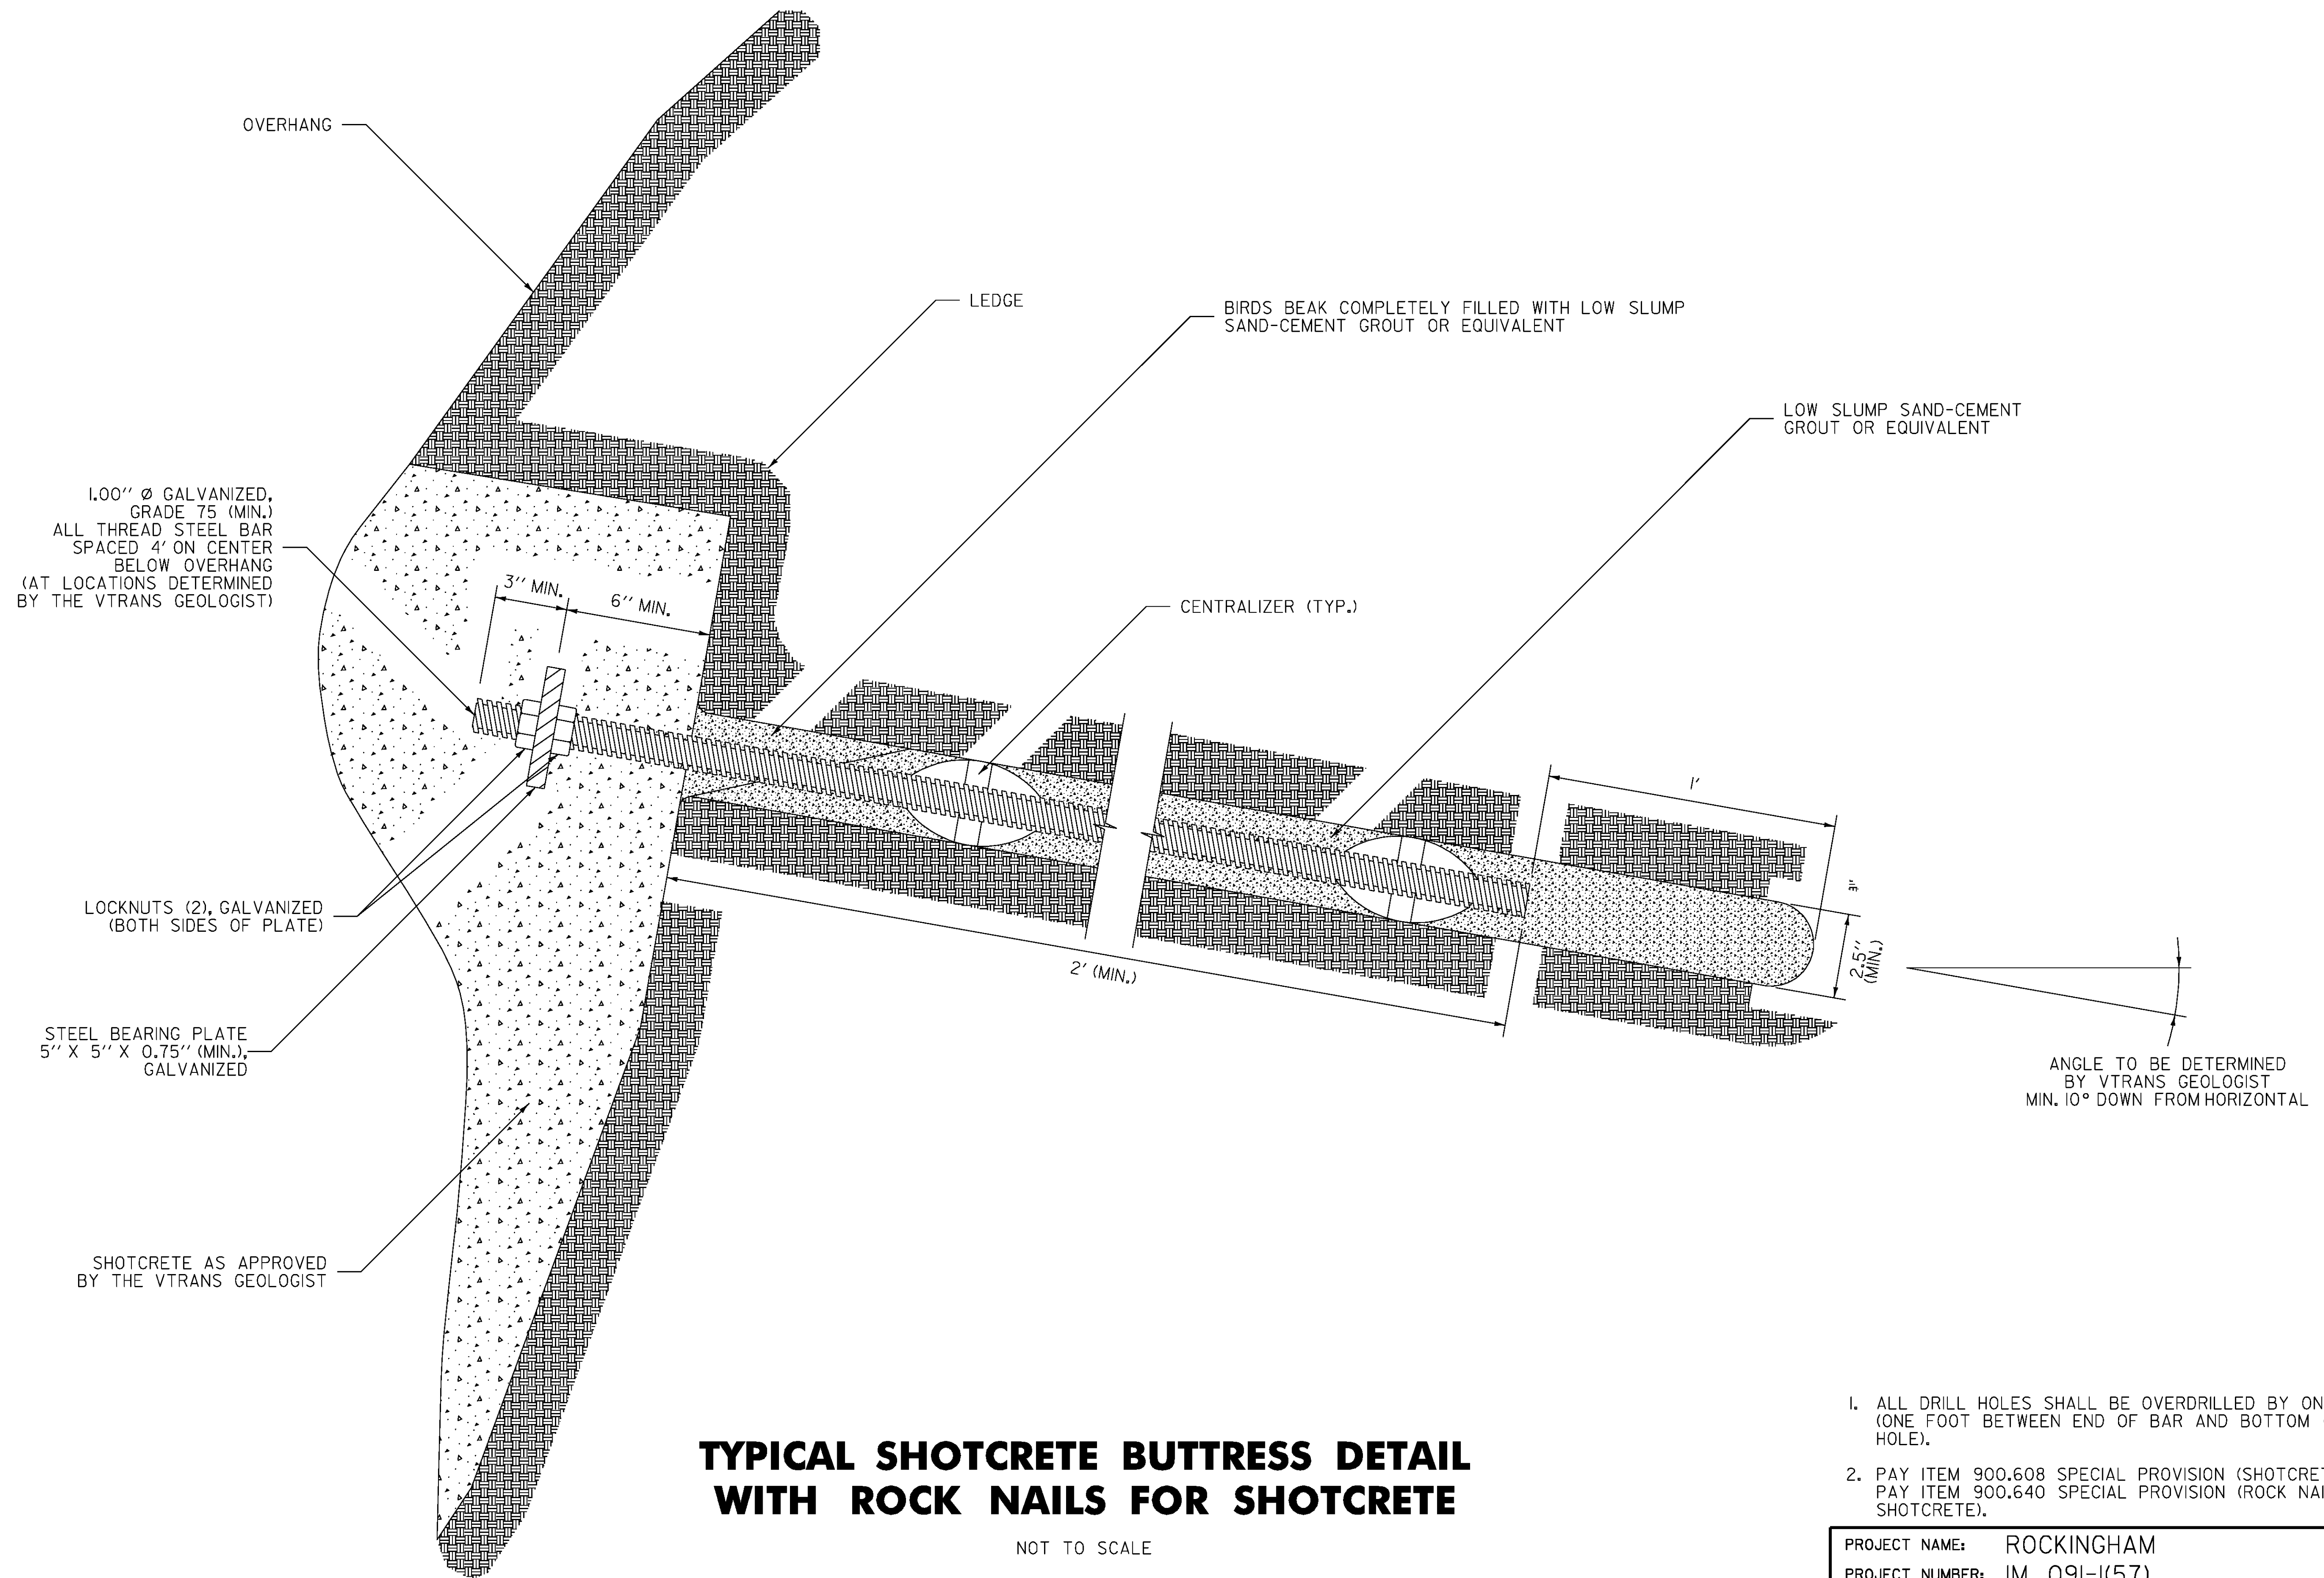 OVERHANG
LEDGE
BIRDS BEAK COMPLETELY FILLED WITH LOW SLUMP
SAND-CEMENT GROUT OR EQUIVALENT
LOW SLUMP SAND-CEMENT
GROUT OR EQUIVALENT
1.00'' Ø GALVANIZED,
GRADE 75 (MIN.)
ALL THREAD STEEL BAR
SPACED 4' ON CENTER
BELOW OVERHANG
(AT LOCATIONS DETERMINED
BY THE VTRANS GEOLOGIST)
3'' MIN.
6'' MIN.
CENTRALIZER (TYP.)
1'
2.5''
(MIN.)
2' (MIN.)
LOCKNUTS (2), GALVANIZED
(BOTH SIDES OF PLATE)
STEEL BEARING PLATE
5'' X 5'' X 0.75'' (MIN.),
GALVANIZED
ANGLE TO BE DETERMINED
BY VTRANS GEOLOGIST
MIN. 10° DOWN FROM HORIZONTAL
SHOTCRETE AS APPROVED
BY THE VTRANS GEOLOGIST
TYPICAL SHOTCRETE BUTTRESS DETAIL
WITH ROCK NAILS FOR SHOTCRETE
NOT TO SCALE
1. ALL DRILL HOLES SHALL BE OVERDRILLED BY ON
(ONE FOOT BETWEEN END OF BAR AND BOTTOM
HOLE).
2. PAY ITEM 900.608 SPECIAL PROVISION (SHOTCRET
PAY ITEM 900.640 SPECIAL PROVISION (ROCK NAI
SHOTCRETE).
PROJECT NAME: ROCKINGHAM
PROJECT NUMBER: IM 091-1(57)